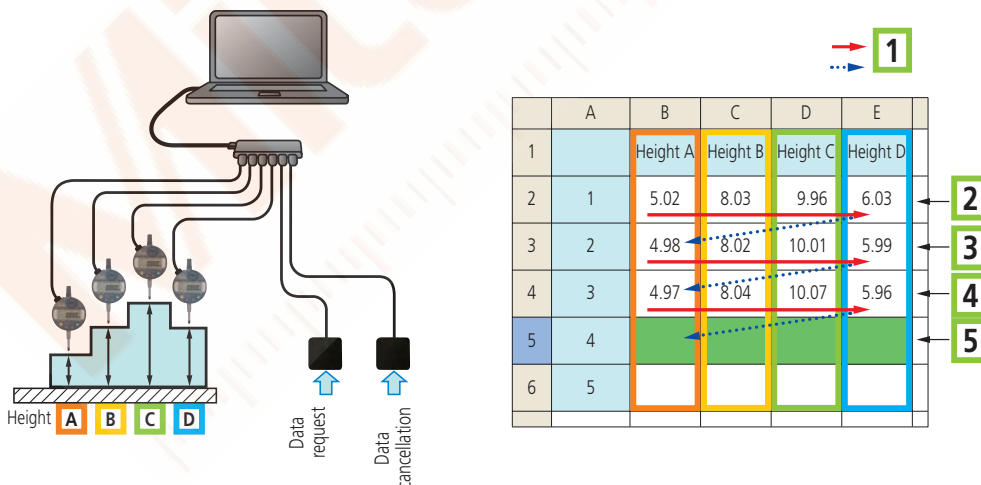 1
A B C D E
1 Height A Height B Height C Height D
2 1 5.02 8.03 9.96 6.03 2
3 2 4.98 8.02 10.01 5.99 3
4 3 4.97 8.04 10.07 5.96 4
5 4 5
6 5
Height A B C D
Data
request
Data
cancellation